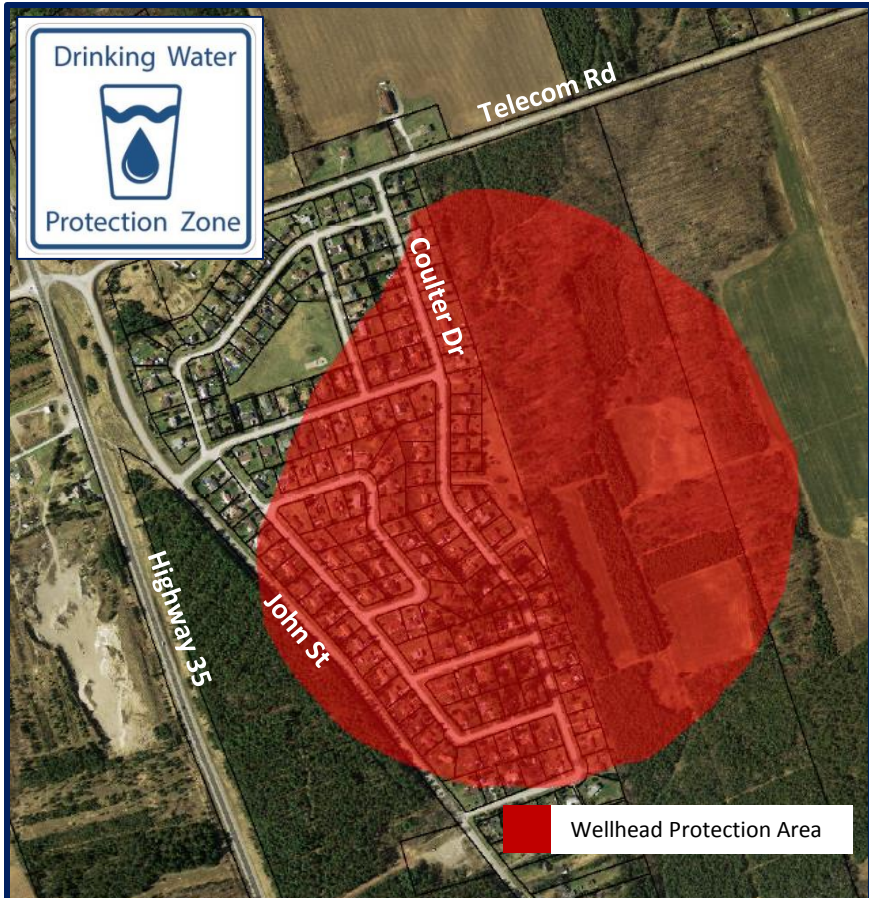 Drinking Water
Protection Zone
Telecom Rd
Coulter Dr
Highway 35
John St
Wellhead Protection Area